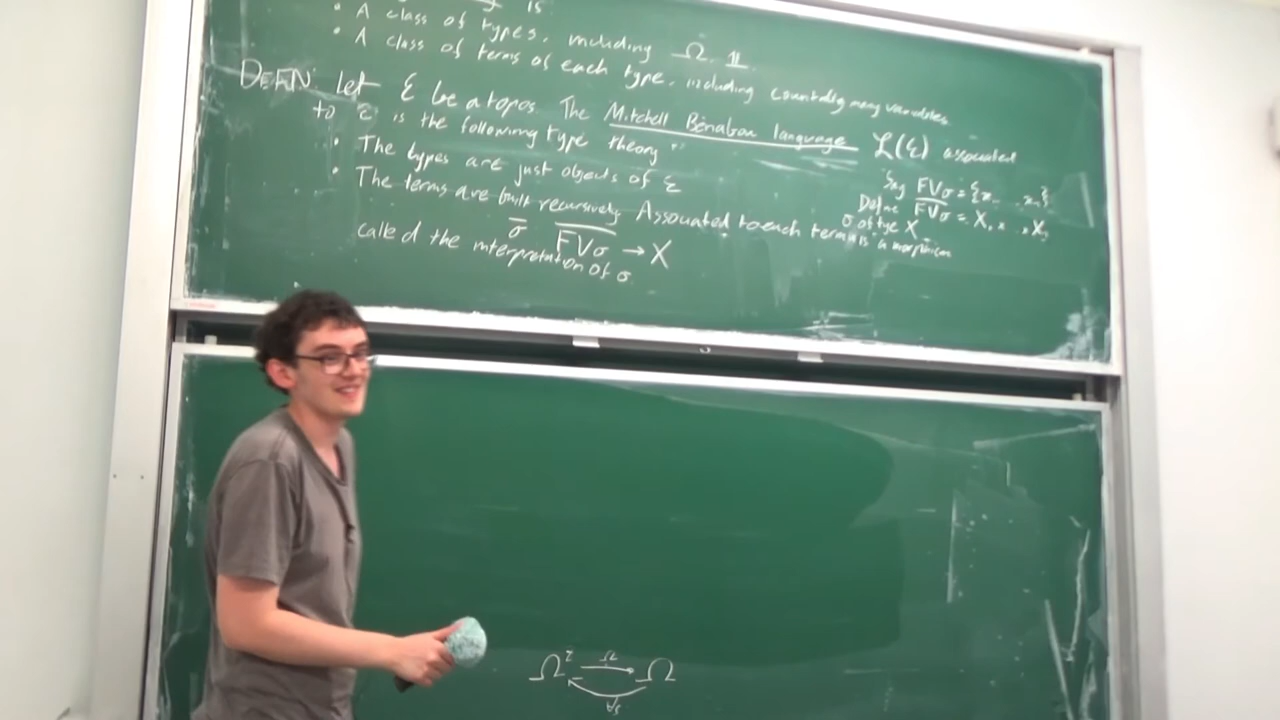 is
• A class of types, including Ω, 𝟙
• A class of terms of each type, including countably many variables
DEFN: let ℰ be a topos. The Mitchell Bénabou language ℒ(ℰ) associated
to ℰ is the following "type theory"
• The types are just objects of ℰ
• The terms are built recursively. Associated to each term σ of type X is a morphism
σ̄ : FVσ → X
called the interpretation of σ.
Say FVσ = {x₁ ... xₙ}
Define FVσ = X₁ × ... × Xₙ
Ω Ω